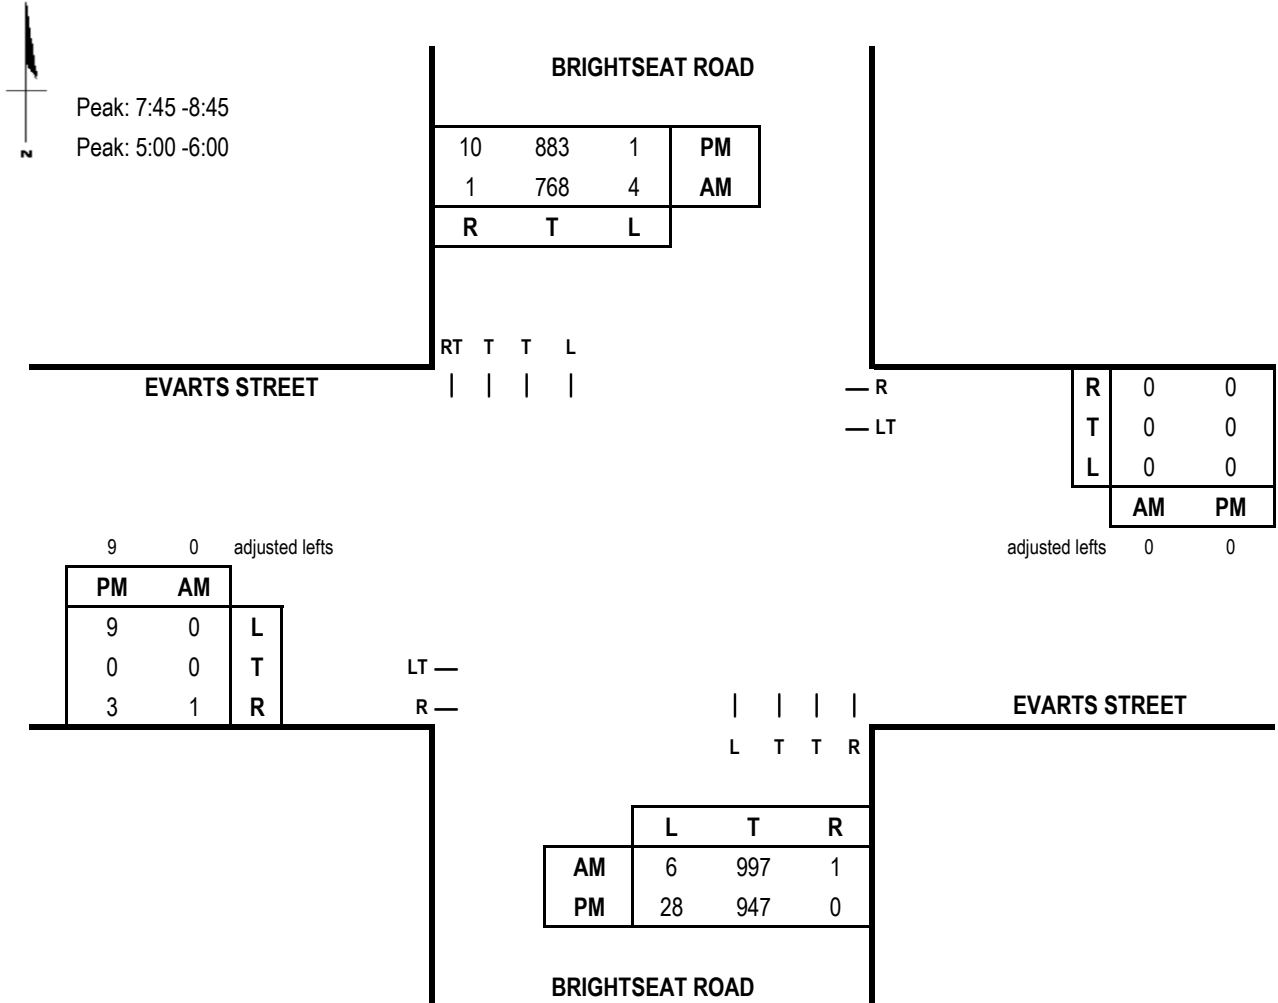 BRIGHTSEAT ROAD
Peak: 7:45 -8:45
Peak: 5:00 -6:00
N
10 883 1 PM
1 768 4 AM
R T L
RT T T L
EVARTS STREET
R
LT
R 0 0
T 0 0
L 0 0
AM PM
adjusted lefts 0 0
9 0 adjusted lefts
PM AM
9 0 L
0 0 T
3 1 R
LT
R
EVARTS STREET
L T T R
L T R
AM 6 997 1
PM 28 947 0
BRIGHTSEAT ROAD